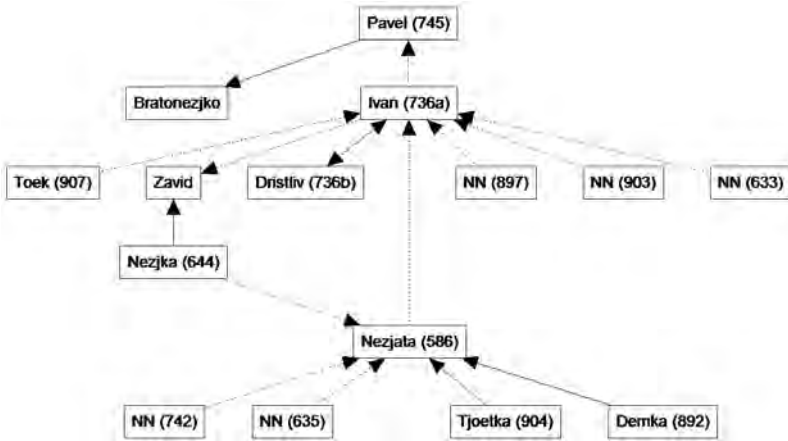 Pavel (745)
Bratonezjko
Ivan (736a)
Toek (907)
Zavid
Dristliv (736b)
NN (897)
NN (903)
NN (633)
Nezjka (644)
Nezjata (586)
NN (742)
NN (635)
Tjoetka (904)
Demka (892)